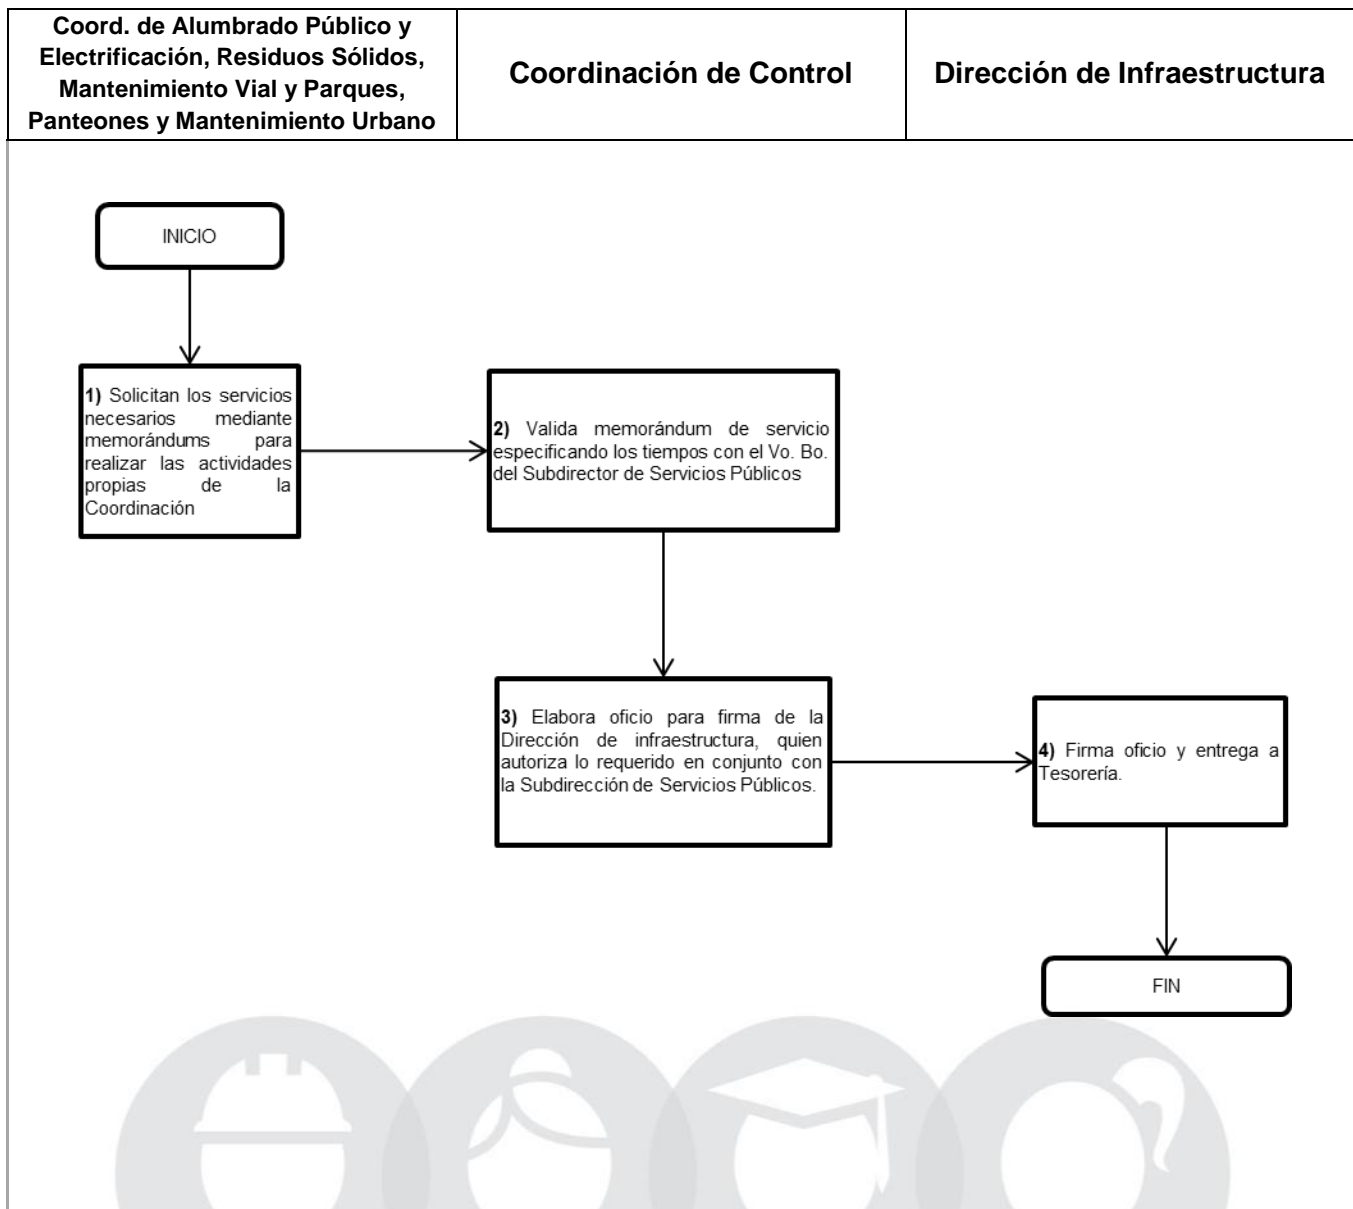 Coord. de Alumbrado Público y
Electrificación, Residuos Sólidos,
Mantenimiento Vial y Parques,
Panteones y Mantenimiento Urbano
Coordinación de Control
Dirección de Infraestructura
INICIO
1) Solicitan los servicios
necesarios mediante
memorándums para
realizar las actividades
propias de la
Coordinación
2) Valida memorándum de servicio
especificando los tiempos con el Vo. Bo.
del Subdirector de Servicios Públicos
3) Elabora oficio para firma de la
Dirección de infraestructura, quien
autoriza lo requerido en conjunto con
la Subdirección de Servicios Públicos.
4) Firma oficio y entrega a
Tesorería.
FIN